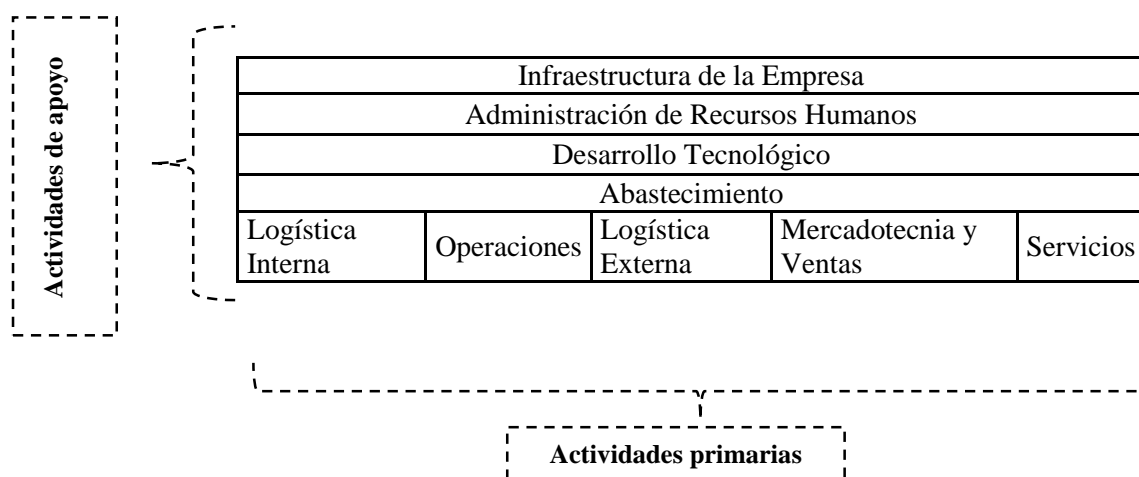 Actividades de apoyo
Infraestructura de la Empresa
Administración de Recursos Humanos
Desarrollo Tecnológico
Abastecimiento
Logística
Interna
Operaciones
Logística
Externa
Mercadotecnia y
Ventas
Servicios
Actividades primarias